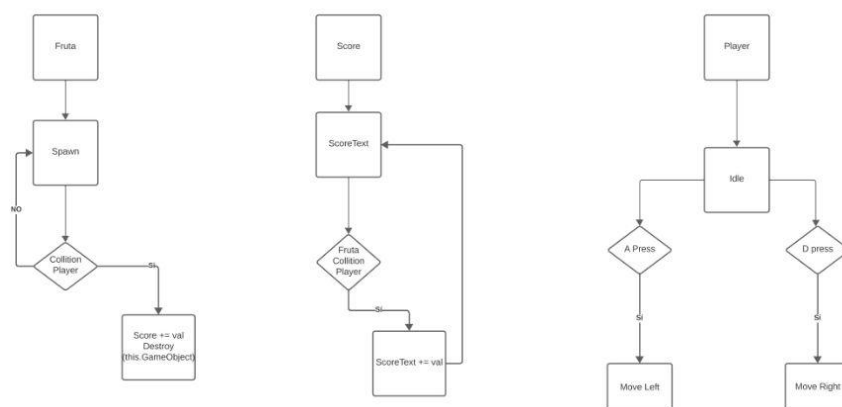 Fruta
Spawn
NO
Collition
Player
Si
Score += val
Destroy
(this.GameObject)
Score
ScoreText
Fruta
Collition
Player
Si
ScoreText += val
Player
Idle
A Press
D press
Si
Si
Move Left
Move Right